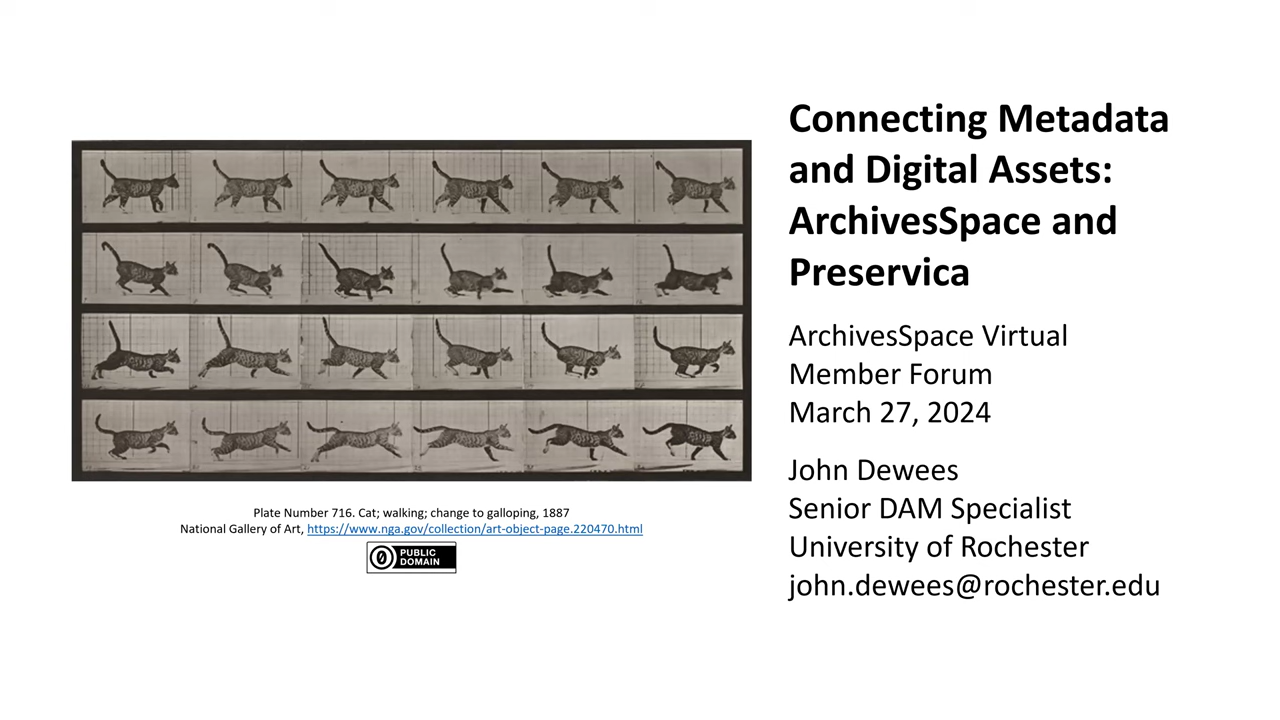 Connecting Metadata
and Digital Assets:
ArchivesSpace and
Preservica
ArchivesSpace Virtual
Member Forum
March 27, 2024
John Dewees
Senior DAM Specialist
University of Rochester
john.dewees@rochester.edu
Plate Number 716. Cat; walking; change to galloping, 1887
National Gallery of Art, https://www.nga.gov/collection/art-object-page.220470.html
0 PUBLIC
DOMAIN